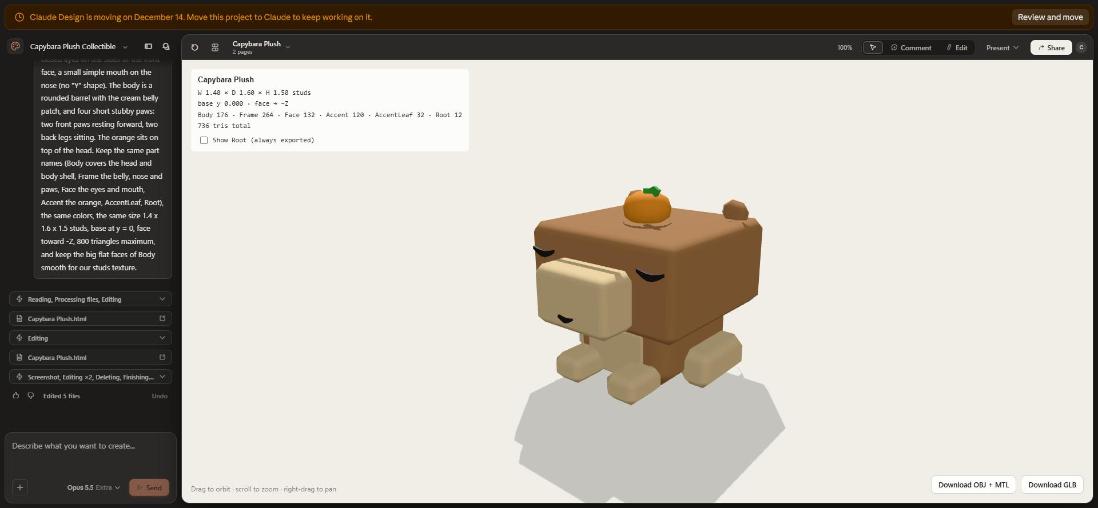 Claude Design is moving on December 14. Move this project to Claude to keep working on it.
Review and move
Capybara Plush Collectible
face, a small simple mouth on the
nose (no "Y" shape). The body is a
rounded barrel with the cream belly
patch, and four short stubby paws:
two front paws resting forward, two
back legs sitting. The orange sits on
top of the head. Keep the same part
names (Body covers the head and
body shell, Frame the belly, nose and
paws, Face the eyes and mouth,
Accent the orange, AccentLeaf, Root),
the same colors, the same size 1.4 x
1.6 x 1.5 studs, base at y = 0, face
toward -Z, 800 triangles maximum,
and keep the big flat faces of Body
smooth for our studs texture.
Reading, Processing files, Editing
Capybara Plush.html
Editing
Capybara Plush.html
Screenshot, Editing ×2, Deleting, Finishing...
Edited 5 files
Undo
Describe what you want to create...
Opus 5.5 Extra
Send
Capybara Plush
2 pages
100%
Comment
Edit
Present
Share
C
Capybara Plush
W 1.40 × D 1.60 × H 1.50 studs
base y 0.000 · face → -Z
Body 176 · Frame 264 · Face 132 · Accent 120 · AccentLeaf 32 · Root 12
736 tris total
Show Root (always exported)
Drag to orbit · scroll to zoom · right-drag to pan
Download OBJ + MTL
Download GLB